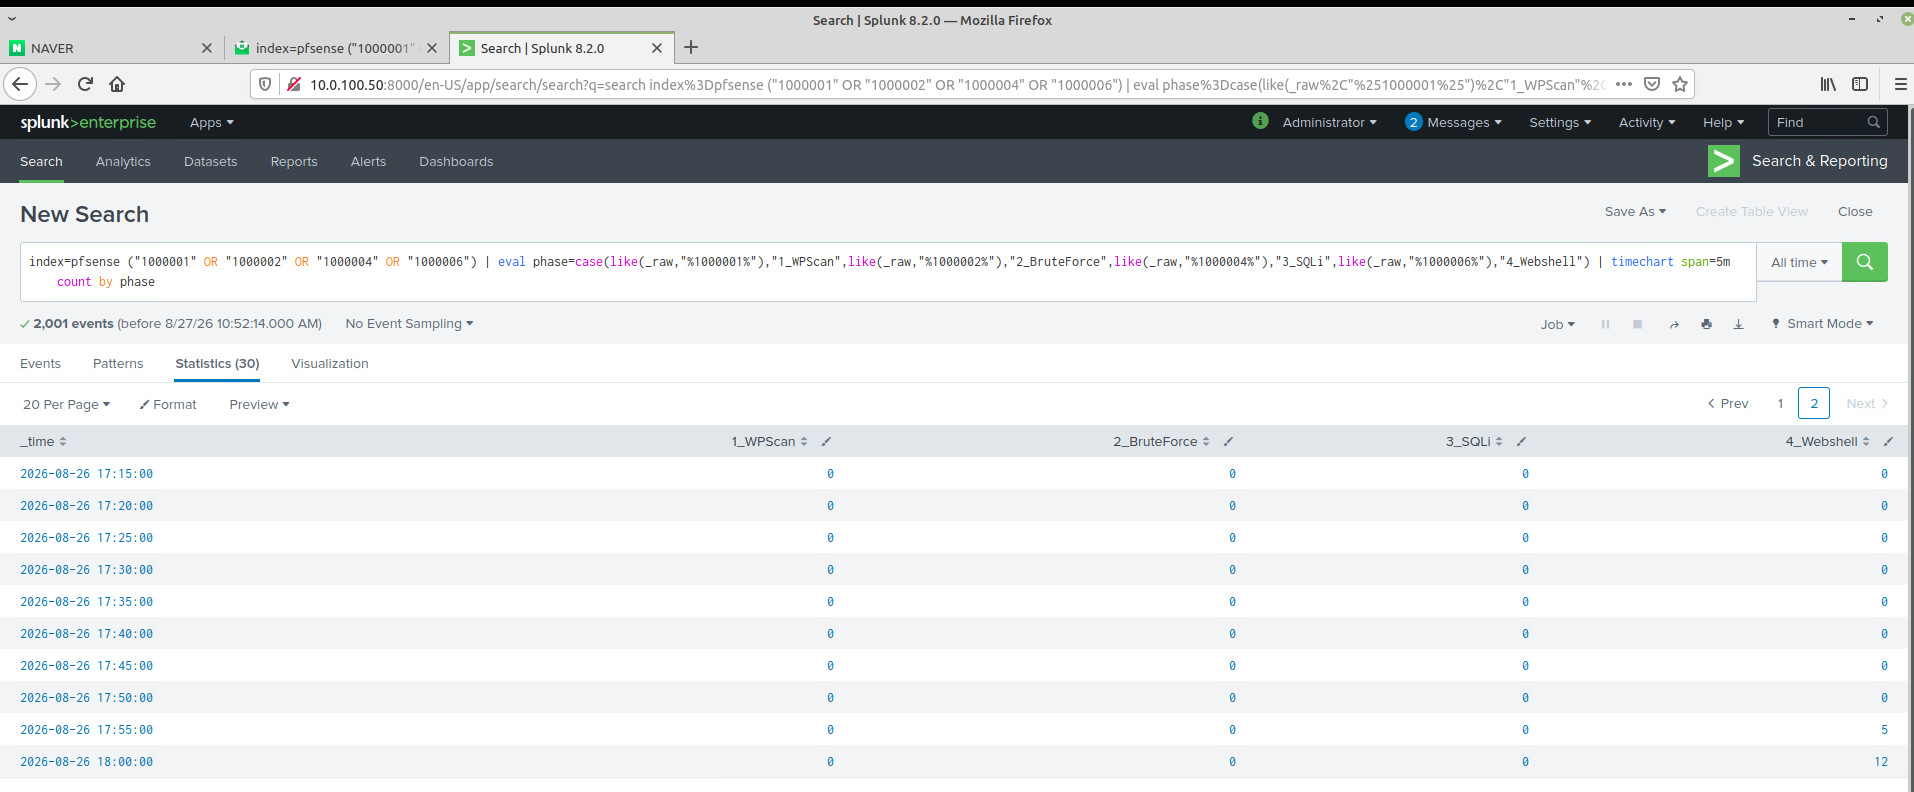 Search | Splunk 8.2.0 — Mozilla Firefox
NAVER
index=pfsense ("1000001"
Search | Splunk 8.2.0
10.0.100.50:8000/en-US/app/search/search?q=search index%3Dpfsense ("1000001" OR "1000002" OR "1000004" OR "1000006") | eval phase%3Dcase(like(_raw%2C"%251000001%25")%2C"1_WPScan"%2C
splunk>enterprise Apps i Administrator 2 Messages Settings Activity Help Find
Search Analytics Datasets Reports Alerts Dashboards Search & Reporting
New Search Save As Create Table View Close
index=pfsense ("1000001" OR "1000002" OR "1000004" OR "1000006") | eval phase=case(like(_raw,"%1000001%"),"1_WPScan",like(_raw,"%1000002%"),"2_BruteForce",like(_raw,"%1000004%"),"3_SQLi",like(_raw,"%1000006%"),"4_Webshell") | timechart span=5m
count by phase
All time
2,001 events (before 8/27/26 10:52:14.000 AM) No Event Sampling Job Smart Mode
Events Patterns Statistics (30) Visualization
20 Per Page Format Preview < Prev 1 2 Next >
_time 1_WPScan 2_BruteForce 3_SQLi 4_Webshell
2026-08-26 17:15:00 0 0 0 0
2026-08-26 17:20:00 0 0 0 0
2026-08-26 17:25:00 0 0 0 0
2026-08-26 17:30:00 0 0 0 0
2026-08-26 17:35:00 0 0 0 0
2026-08-26 17:40:00 0 0 0 0
2026-08-26 17:45:00 0 0 0 0
2026-08-26 17:50:00 0 0 0 0
2026-08-26 17:55:00 0 0 0 5
2026-08-26 18:00:00 0 0 0 12